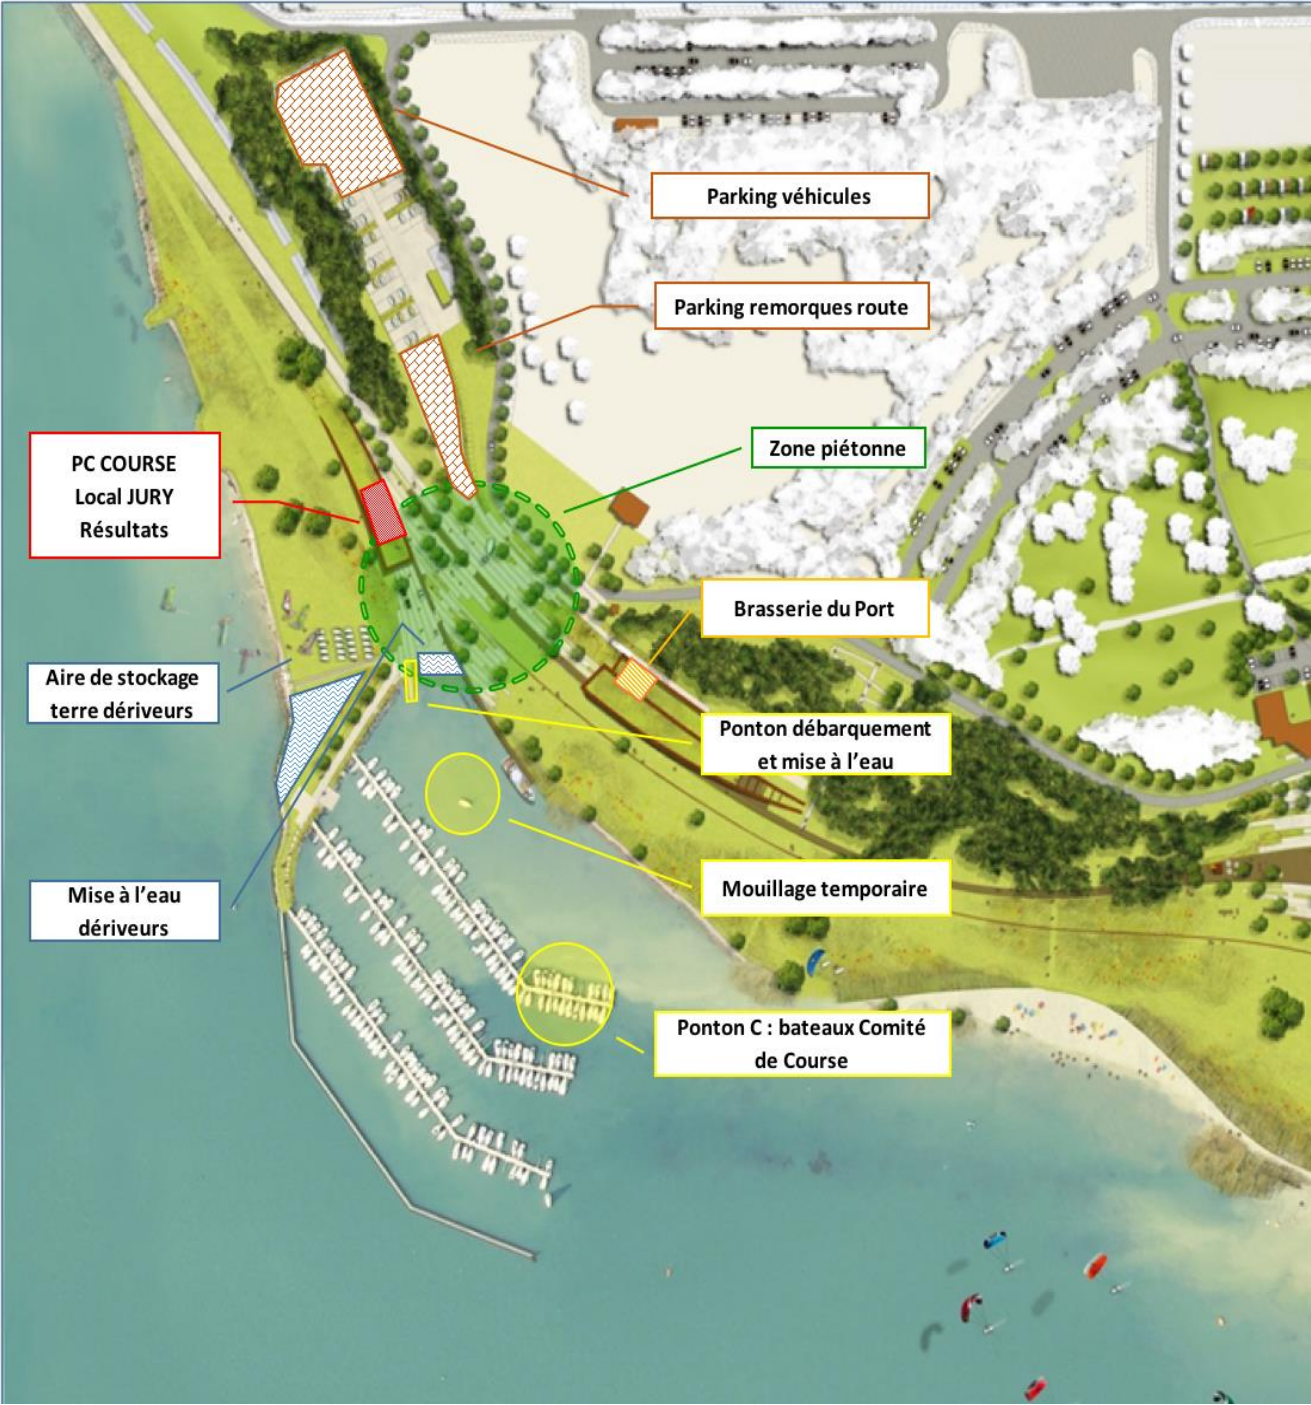 Parking véhicules
Parking remorques route
Zone piétonne
PC COURSE
Local JURY
Résultats
Brasserie du Port
Aire de stockage
terre dériveurs
Ponton débarquement
et mise à l’eau
Mouillage temporaire
Mise à l’eau
dériveurs
Ponton C : bateaux Comité
de Course